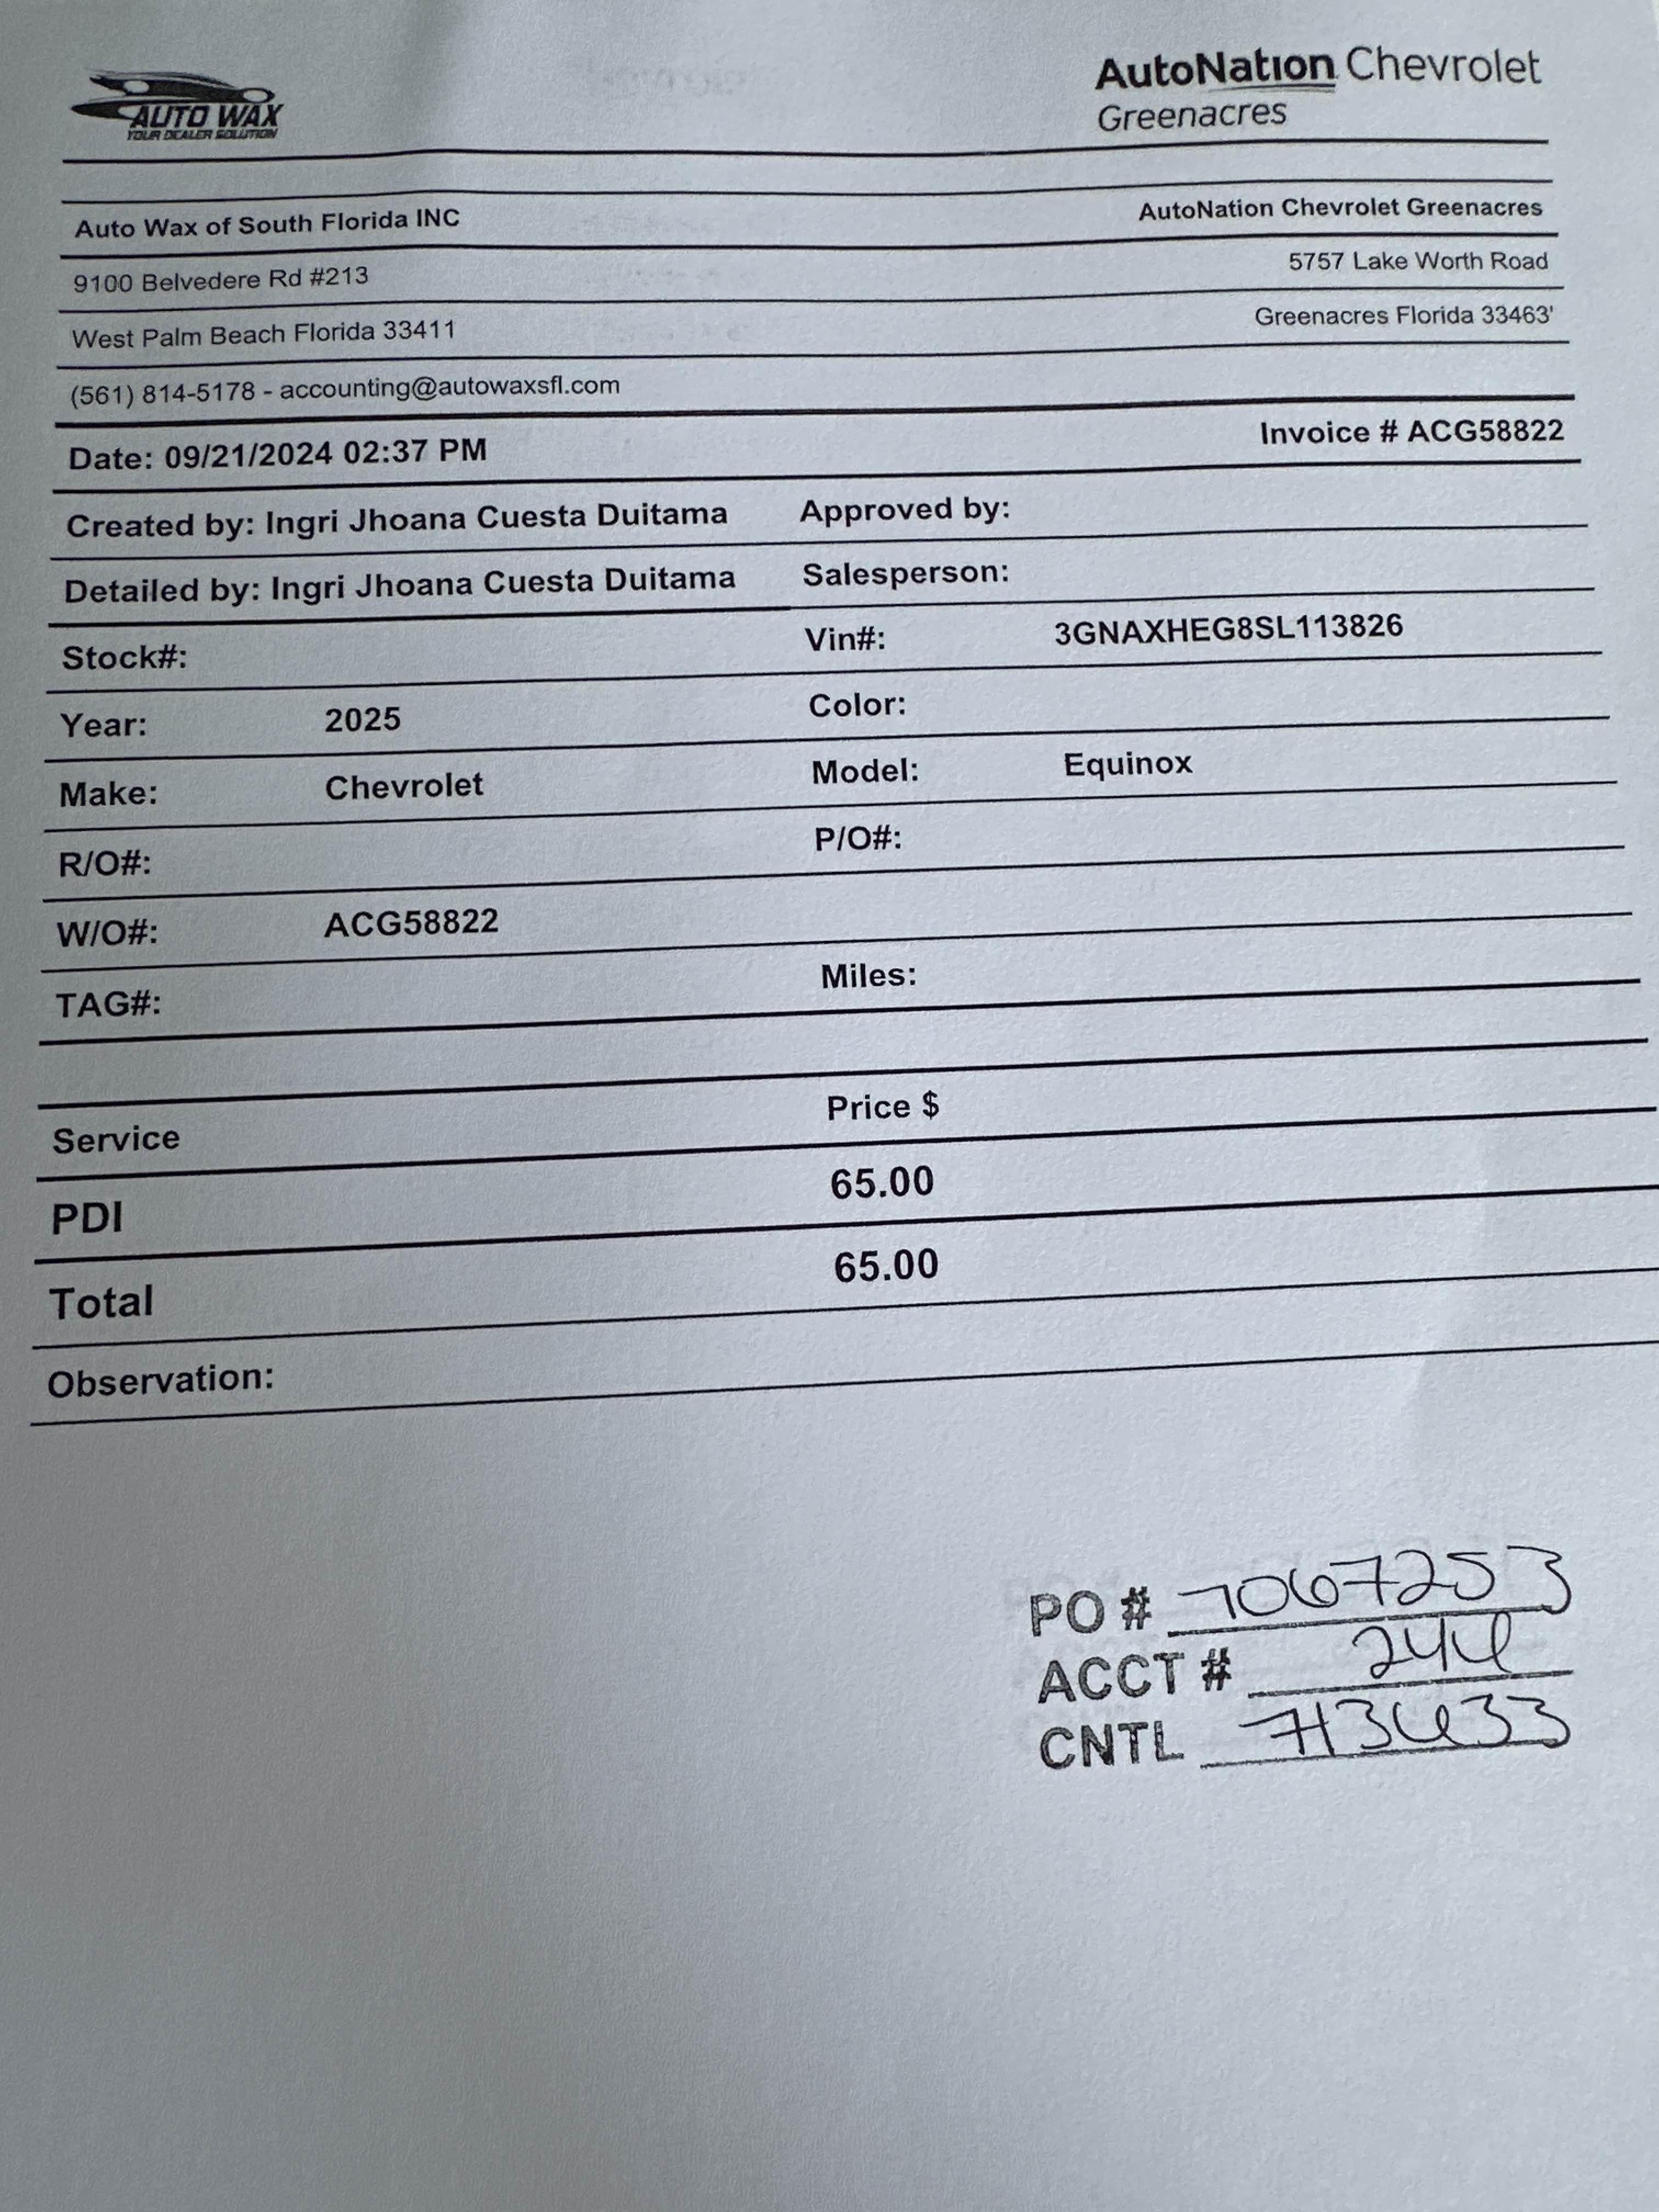 AUTO WAX
YOUR DEALER SOLUTION
AutoNation Chevrolet
Greenacres
Auto Wax of South Florida INC
AutoNation Chevrolet Greenacres
9100 Belvedere Rd #213
5757 Lake Worth Road
West Palm Beach Florida 33411
Greenacres Florida 33463'
(561) 814-5178 - accounting@autowaxsfl.com
Date: 09/21/2024 02:37 PM Invoice # ACG58822
Created by: Ingri Jhoana Cuesta Duitama Approved by:
Detailed by: Ingri Jhoana Cuesta Duitama Salesperson:
Stock#: Vin#: 3GNAXHEG8SL113826
Year: 2025 Color:
Make: Chevrolet Model: Equinox
R/O#: P/O#:
W/O#: ACG58822
TAG#: Miles:
Service Price $
PDI 65.00
Total 65.00
Observation:
PO # 7067253
ACCT # 244
CNTL